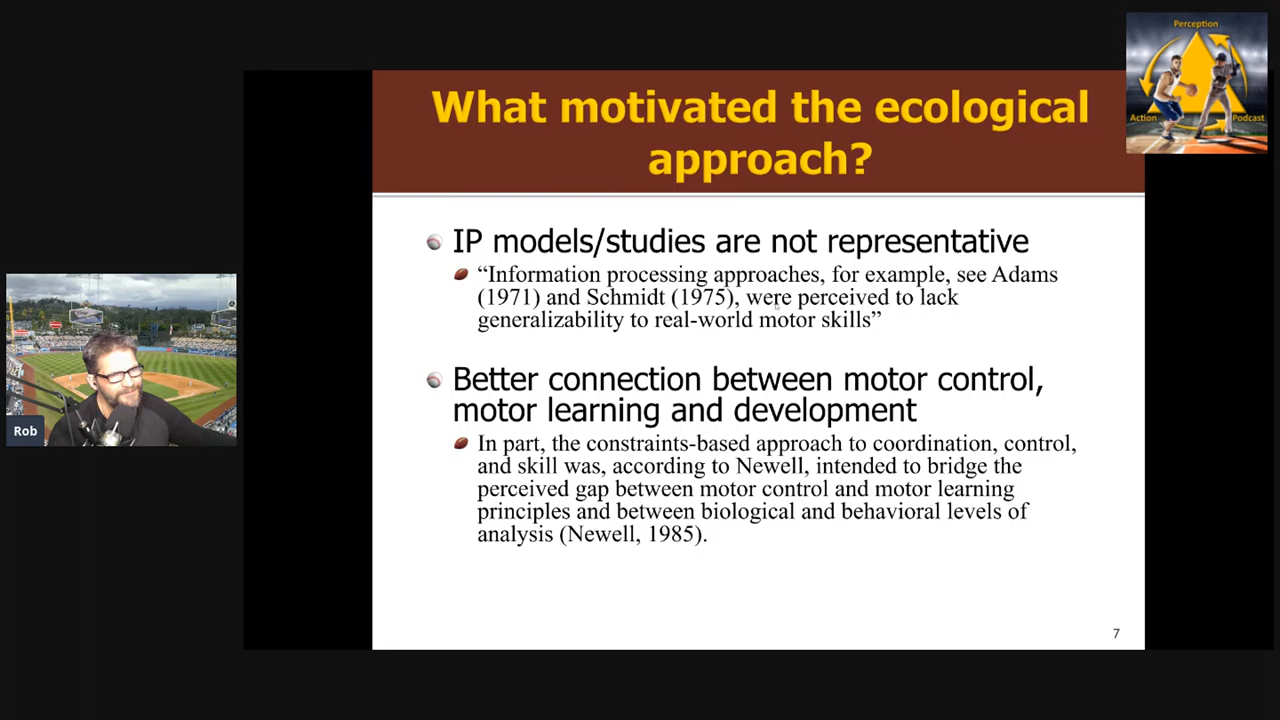 Perception
Action
Podcast
What motivated the ecological
approach?
IP models/studies are not representative
“Information processing approaches, for example, see Adams
(1971) and Schmidt (1975), were perceived to lack
generalizability to real-world motor skills”
Better connection between motor control,
motor learning and development
In part, the constraints-based approach to coordination, control,
and skill was, according to Newell, intended to bridge the
perceived gap between motor control and motor learning
principles and between biological and behavioral levels of
analysis (Newell, 1985).
Rob
7